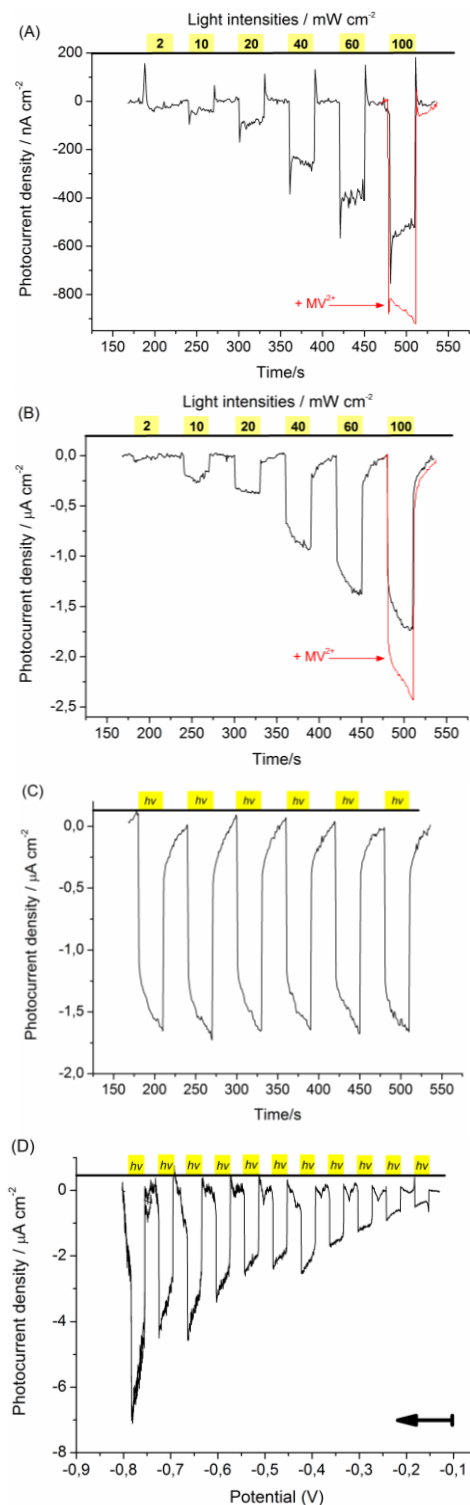 (A)
Light intensities / mW cm⁻²
2 10 20 40 60 100
200
0
-200
-400
-600
-800
Photocurrent density / nA cm⁻²
+ MV²⁺
150 200 250 300 350 400 450 500 550
Time/s
(B)
Light intensities / mW cm⁻²
2 10 20 40 60 100
0,0
-0,5
-1,0
-1,5
-2,0
-2,5
Photocurrent density / µA cm⁻²
+ MV²⁺
150 200 250 300 350 400 450 500 550
Time/s
(C)
hv hv hv hv hv hv
0,0
-0,5
-1,0
-1,5
-2,0
Photocurrent density / µA cm⁻²
150 200 250 300 350 400 450 500 550
Time/s
(D)
hv hv hv hv hv hv hv hv hv hv hv
0
-2
-4
-6
-8
Photocurrent density / µA cm⁻²
-0,9 -0,8 -0,7 -0,6 -0,5 -0,4 -0,3 -0,2 -0,1
Potential (V)